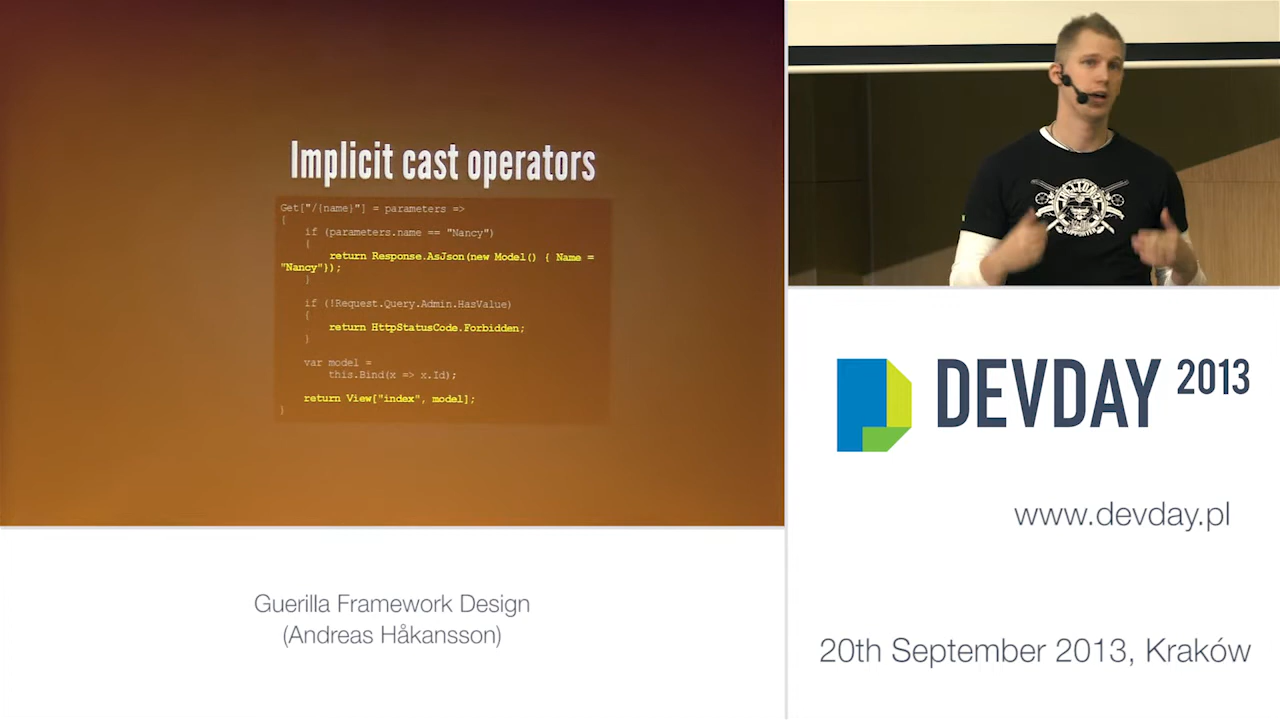 Implicit cast operators
Get["/{name}"] = parameters =>
{
if (parameters.name == "Nancy")
{
return Response.AsJson(new Model() { Name =
"Nancy"});
}
if (!Request.Query.Admin.HasValue)
{
return HttpStatusCode.Forbidden;
}
var model =
this.Bind(x => x.Id);
return View["index", model];
}
SUPPORTER
DEVDAY 2013
www.devday.pl
Guerilla Framework Design
(Andreas Håkansson)
20th September 2013, Kraków